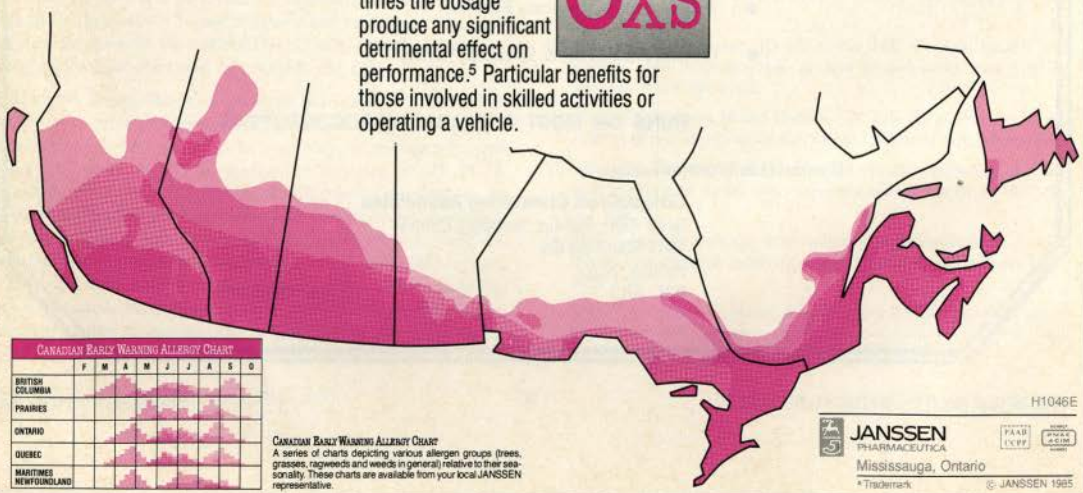 times the dosage
produce any significant
detrimental effect on
performance.5 Particular benefits for
those involved in skilled activities or
operating a vehicle.
XS
CANADIAN EARLY WARNING ALLERGY CHART
F M A M J J A S O
BRITISH
COLUMBIA
PRAIRIES
ONTARIO
QUEBEC
MARITIMES
NEWFOUNDLAND
CANADIAN EARLY WARNING ALLERGY CHART
A series of charts depicting various allergen groups (trees,
grasses, ragweeds and weeds in general) relative to their sea-
sonality. These charts are available from your local JANSSEN
representative.
H1046E
JANSSEN
PHARMACEUTICA
PAAB
CCPP
Mississauga, Ontario
*Trademark
© JANSSEN 1985